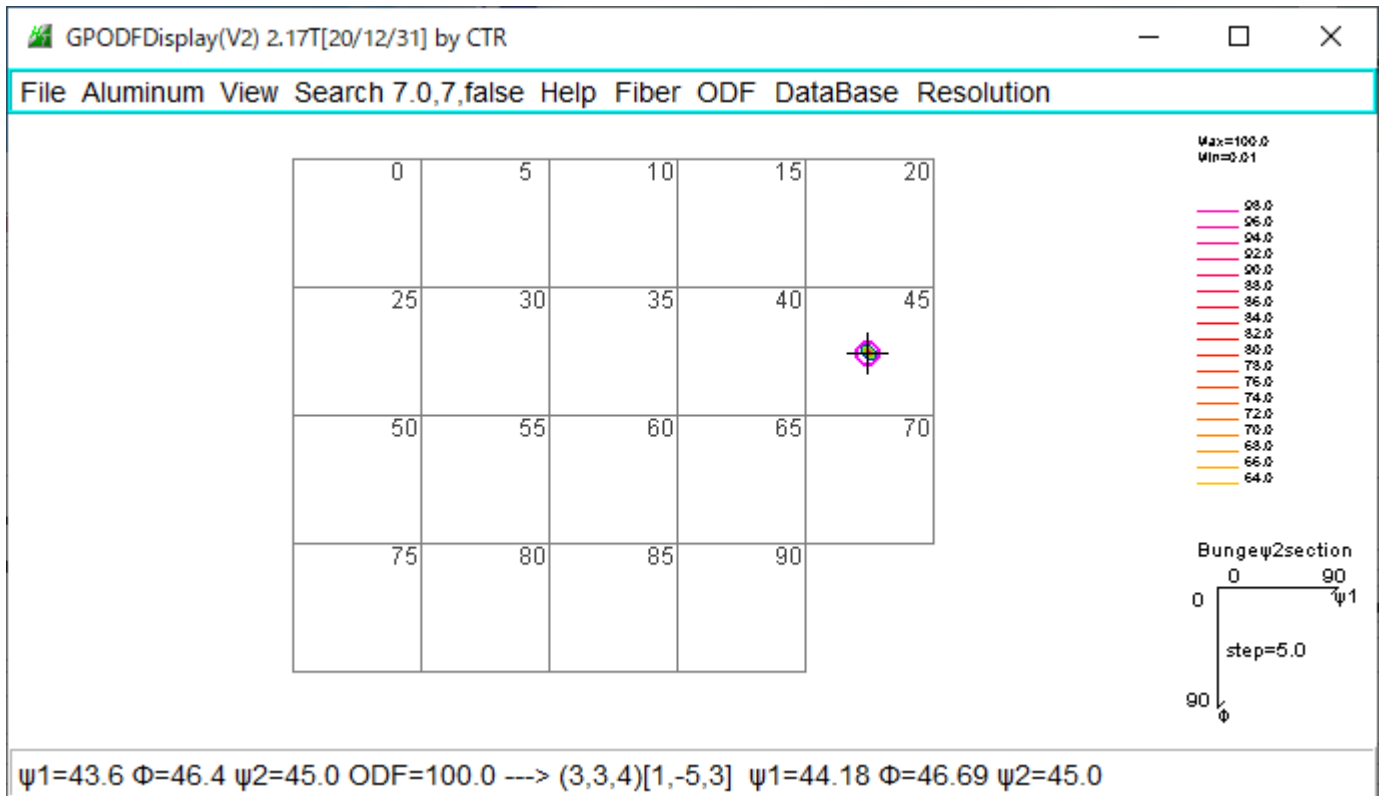 GPODFDisplay(V2) 2.17T[20/12/31] by CTR
File Aluminum View Search 7.0,7,false Help Fiber ODF DataBase Resolution
Max=100.0
Min=0.01
0 5 10 15 20
25 30 35 40 45
50 55 60 65 70
75 80 85 90
98.0
96.0
94.0
92.0
90.0
88.0
86.0
84.0
82.0
80.0
78.0
76.0
74.0
72.0
70.0
68.0
66.0
64.0
Bungeψ2section
0 90
0 ψ1
step=5.0
90
Φ
ψ1=43.6 Φ=46.4 ψ2=45.0 ODF=100.0 ---> (3,3,4)[1,-5,3] ψ1=44.18 Φ=46.69 ψ2=45.0